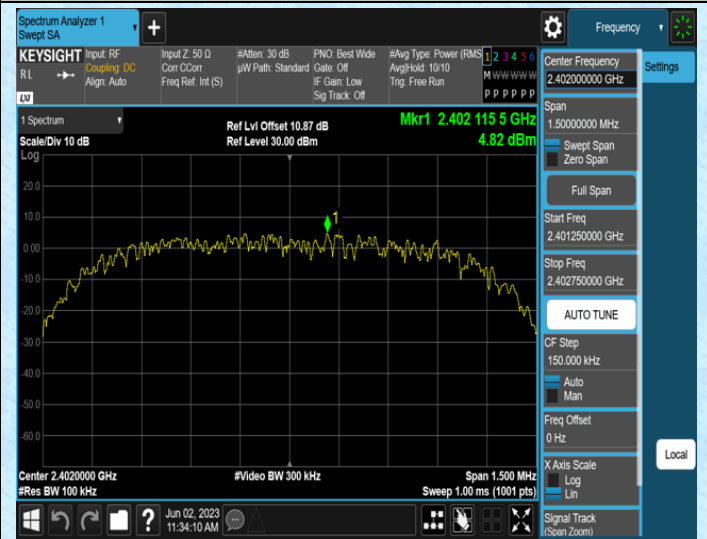 Spectrum Analyzer 1
Swept SA
+
Frequency
KEYSIGHT
RL
LXI
Input: RF
Coupling: DC
Align: Auto
Input Z: 50 Ω
Corr CCorr
Freq Ref: Int (S)
#Atten: 30 dB
µW Path: Standard
PNO: Best Wide
Gate: Off
IF Gain: Low
Sig Track: Off
#Avg Type: Power (RMS)
Avg|Hold: 10/10
Trig: Free Run
1 2 3 4 5 6
M W W W W W
P P P P P P
1 Spectrum
Scale/Div 10 dB
Log
Ref Lvl Offset 10.87 dB
Ref Level 30.00 dBm
Mkr1 2.402 115 5 GHz
4.82 dBm
1
20.0
10.0
0.00
-10.0
-20.0
-30.0
-40.0
-50.0
-60.0
Center 2.4020000 GHz
#Res BW 100 kHz
#Video BW 300 kHz
Span 1.500 MHz
Sweep 1.00 ms (1001 pts)
?
Jun 02, 2023
11:34:10 AM
Center Frequency
2.402000000 GHz
Settings
Span
1.50000000 MHz
Swept Span
Zero Span
Full Span
Start Freq
2.401250000 GHz
Stop Freq
2.402750000 GHz
AUTO TUNE
CF Step
150.000 kHz
Auto
Man
Freq Offset
0 Hz
X Axis Scale
Log
Lin
Local
Signal Track
(Span Zoom)